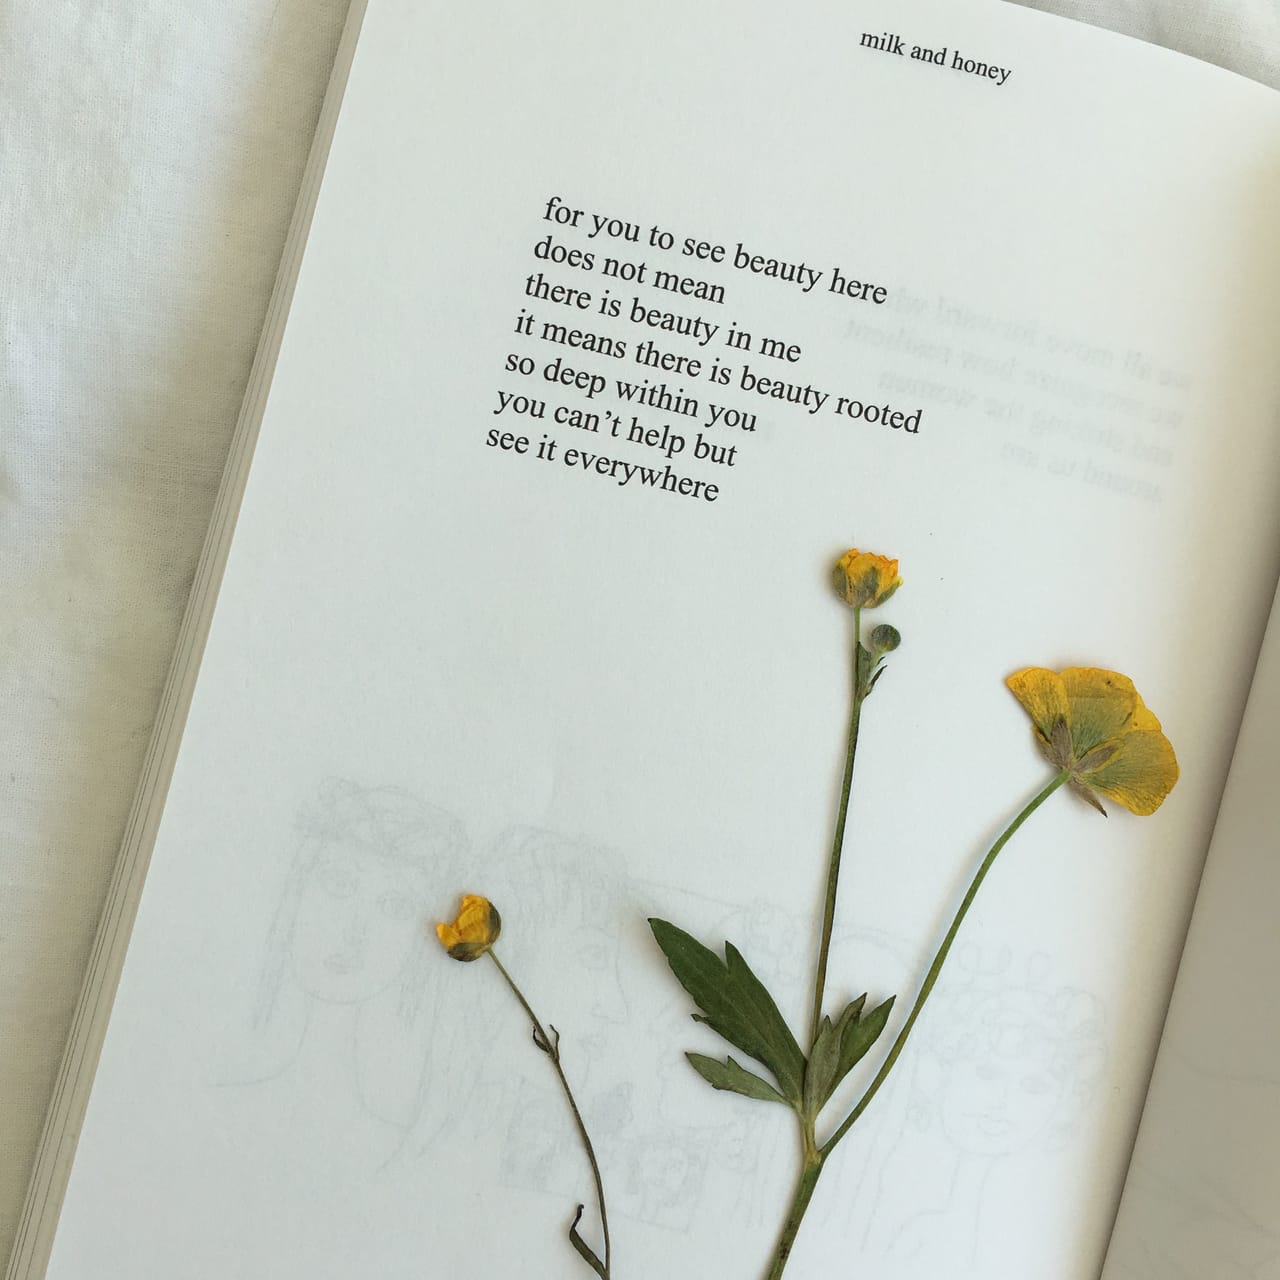 milk and honey
for you to see beauty here
does not mean
there is beauty in me
it means there is beauty rooted
so deep within you
you can’t help but
see it everywhere